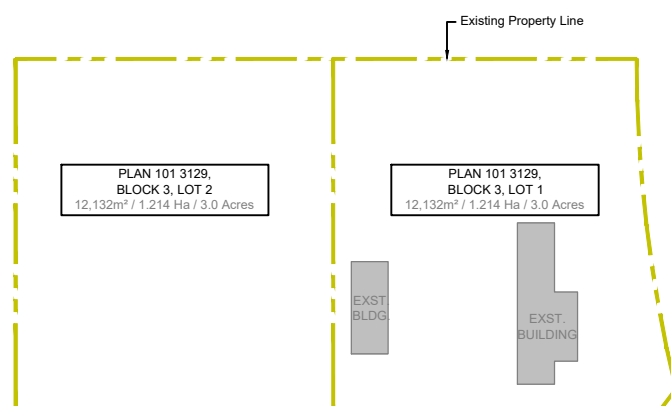 Existing Property Line
PLAN 101 3129,
BLOCK 3, LOT 2
12,132m² / 1.214 Ha / 3.0 Acres
PLAN 101 3129,
BLOCK 3, LOT 1
12,132m² / 1.214 Ha / 3.0 Acres
EXST.
BLDG.
EXST.
BUILDING